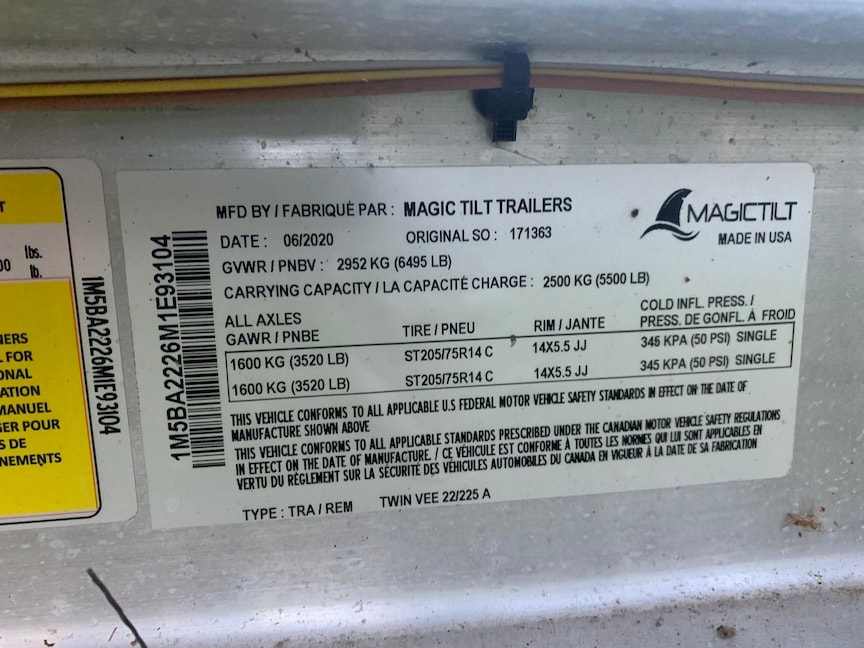 T
00 lbs.
lb.
NERS
L FOR
ONAL
ATION
MANUEL
GER POUR
S DE
NEMENTS
1M5BA2226M1E93104
1M5BA2226M1E93104
MFD BY / FABRIQUÉ PAR : MAGIC TILT TRAILERS
MAGICTILT
MADE IN USA
DATE : 06/2020 ORIGINAL SO : 171363
GVWR / PNBV : 2952 KG (6495 LB)
CARRYING CAPACITY / LA CAPACITÉ CHARGE : 2500 KG (5500 LB)
ALL AXLES
GAWR / PNBE TIRE / PNEU RIM / JANTE COLD INFL. PRESS. /
PRESS. DE GONFL. À FROID
1600 KG (3520 LB) ST205/75R14 C 14X5.5 JJ 345 KPA (50 PSI) SINGLE
1600 KG (3520 LB) ST205/75R14 C 14X5.5 JJ 345 KPA (50 PSI) SINGLE
THIS VEHICLE CONFORMS TO ALL APPLICABLE U.S FEDERAL MOTOR VEHICLE SAFETY STANDARDS IN EFFECT ON THE DATE OF
MANUFACTURE SHOWN ABOVE
THIS VEHICLE CONFORMS TO ALL APPLICABLE STANDARDS PRESCRIBED UNDER THE CANADIAN MOTOR VEHICLE SAFETY REGULATIONS
IN EFFECT ON THE DATE OF MANUFACTURE. / CE VÉHICULE EST CONFORME À TOUTES LES NORMES QUI LUI SONT APPLICABLES EN
VERTU DU RÈGLEMENT SUR LA SÉCURITÉ DES VÉHICULES AUTOMOBILES DU CANADA EN VIGUEUR À LA DATE DE SA FABRICATION
TYPE : TRA / REM TWIN VEE 22/225 A